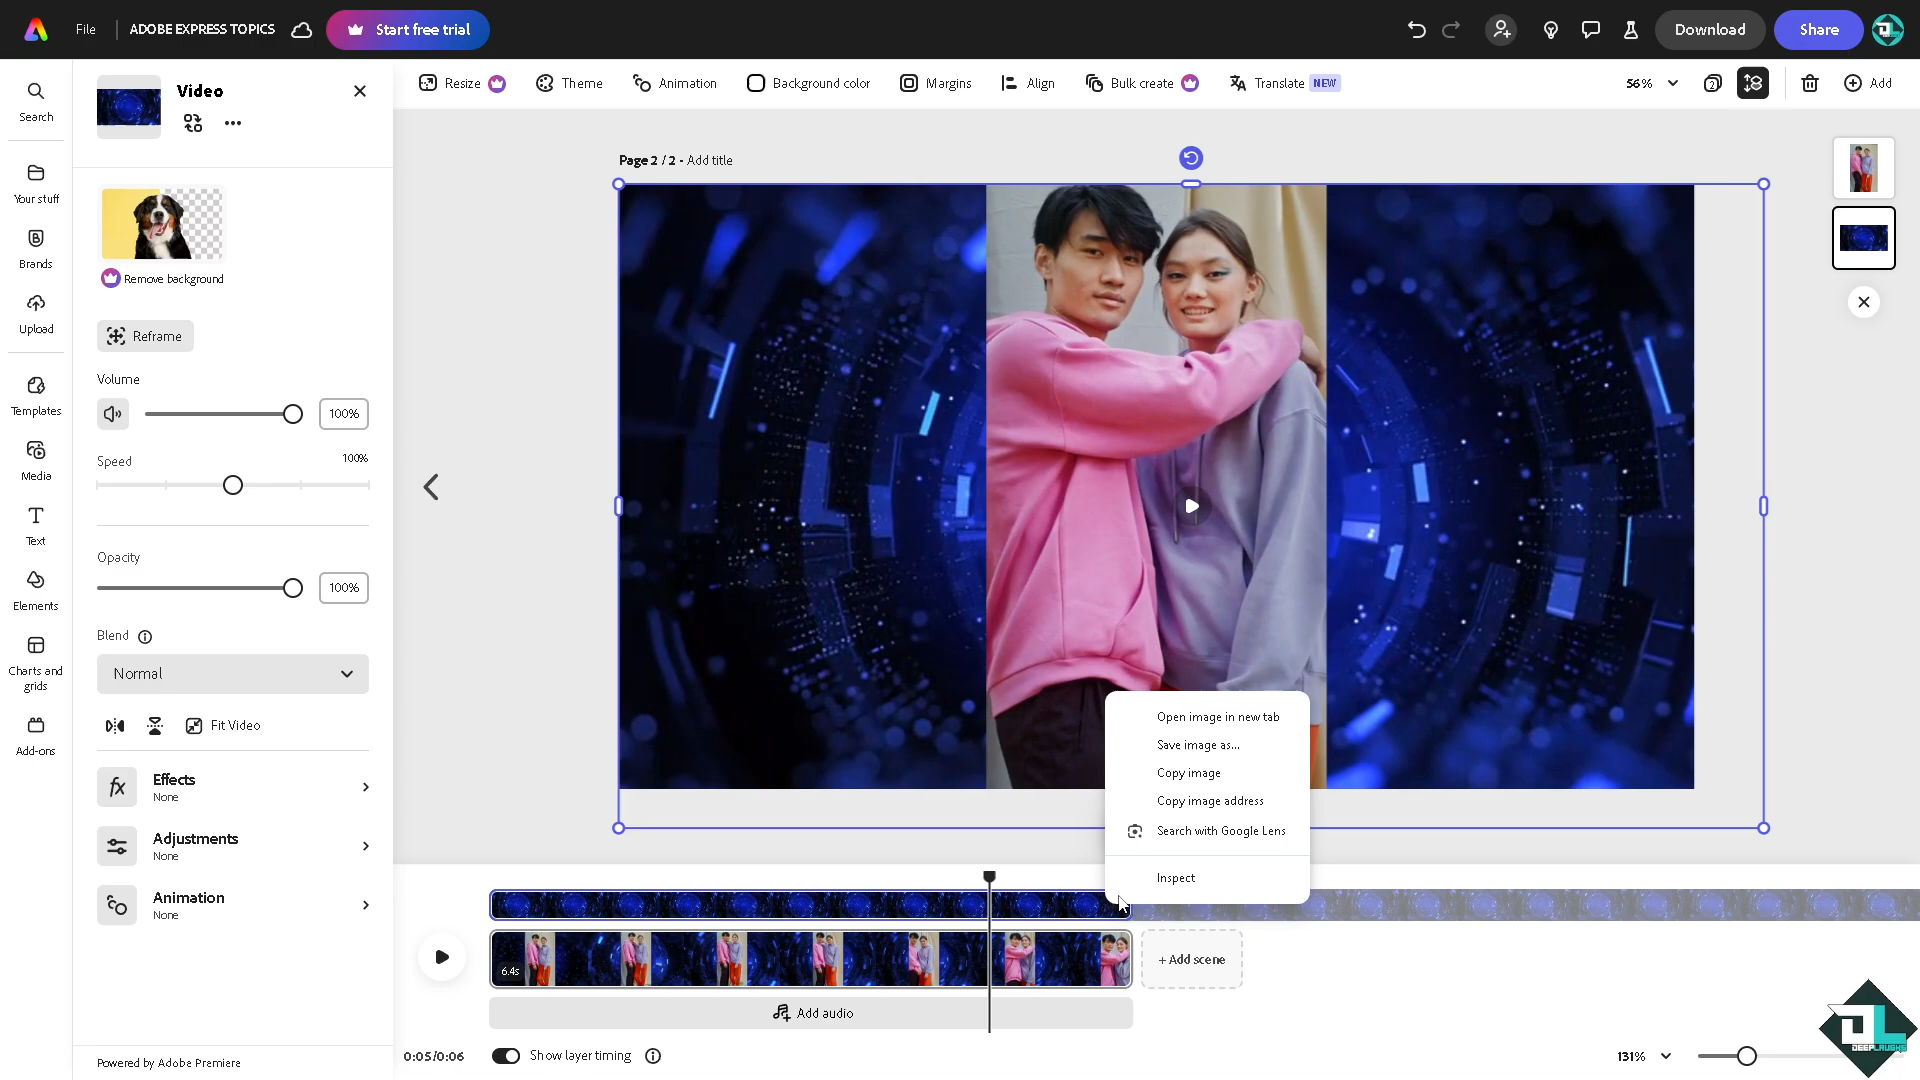 File
ADOBE EXPRESS TOPICS
Start free trial
Download
Share
Search
Your stuff
Brands
Upload
Templates
Media
Text
Elements
Charts and
grids
Add-ons
Video
Remove background
Reframe
Volume
100%
Speed
100%
Opacity
100%
Blend
Normal
Fit Video
Effects
None
Adjustments
None
Animation
None
Powered by Adobe Premiere
Resize
Theme
Animation
Background color
Margins
Align
Bulk create
Translate NEW
56%
2
Add
Page 2 / 2 - Add title
Open image in new tab
Save image as...
Copy image
Copy image address
Search with Google Lens
Inspect
6.4s
+ Add scene
Add audio
0:05/0:06
Show layer timing
131%
DEEPLAUGHS